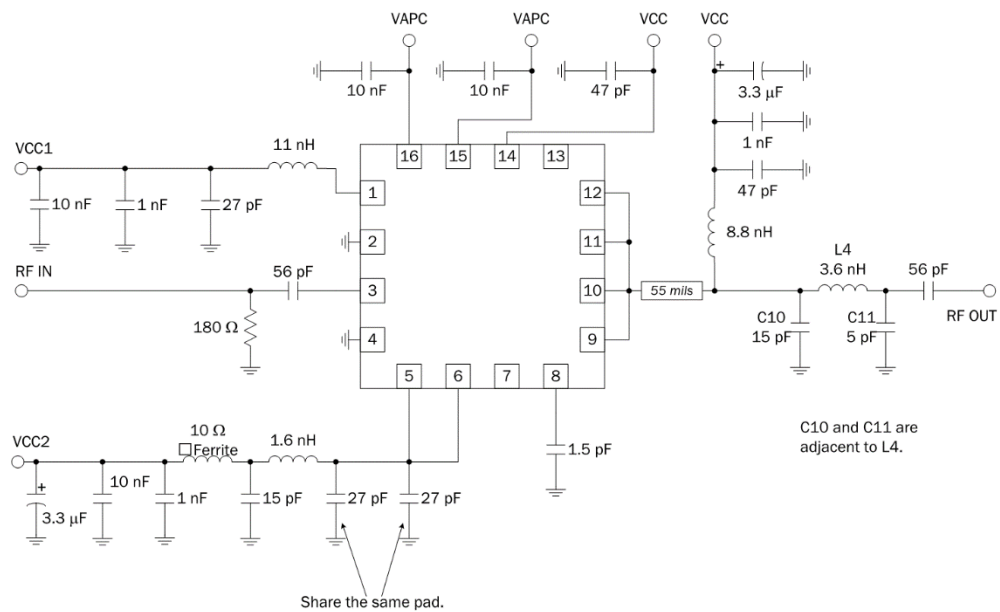 VAPC
VAPC
VCC
VCC
+
10 nF
10 nF
47 pF
3.3 µF
1 nF
47 pF
8.8 nH
VCC1
11 nH
10 nF
1 nF
27 pF
RF IN
56 pF
180 Ω
16
15
14
13
1
2
3
4
12
11
10
9
5
6
7
8
55 mils
L4
3.6 nH
56 pF
C10
15 pF
C11
5 pF
RF OUT
C10 and C11 are
adjacent to L4.
1.5 pF
VCC2
10 Ω
Ferrite
1.6 nH
+
3.3 µF
10 nF
1 nF
15 pF
27 pF
27 pF
Share the same pad.